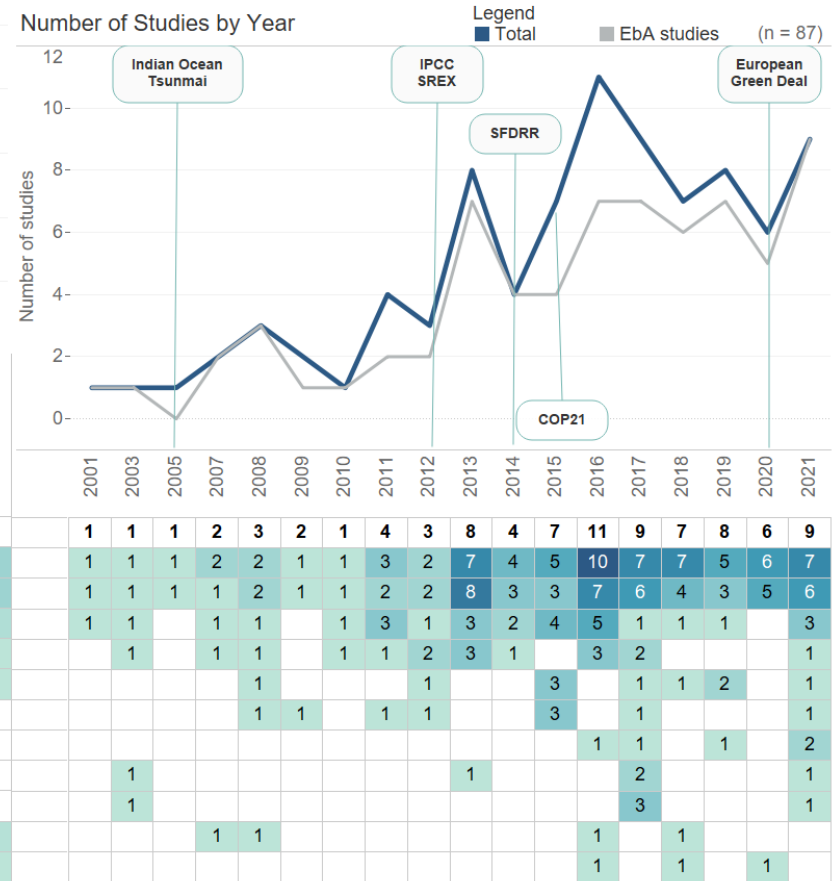 Number of Studies by Year
Legend
Total
EbA studies
(n = 87)
Indian Ocean
Tsunmai
IPCC
SREX
SFDRR
European
Green Deal
COP21
Number of studies
12
10
8
6
4
2
0
2001 2003 2005 2007 2008 2009 2010 2011 2012 2013 2014 2015 2016 2017 2018 2019 2020 2021
1 1 1 2 3 2 1 4 3 8 4 7 11 9 7 8 6 9
1 1 1 2 2 1 1 3 2 7 4 5 10 7 7 5 6 7
1 1 1 1 2 1 1 2 2 8 3 3 7 6 4 3 5 6
1 1 1 1 1 3 1 3 2 4 5 1 1 1 3
1 1 1 1 1 2 3 1 3 2 1
1 1 3 1 1 2 1
1 1 1 1 3 1 1
1 1 1 2
1 1 2 1
1 3 1
1 1 1 1
1 1 1